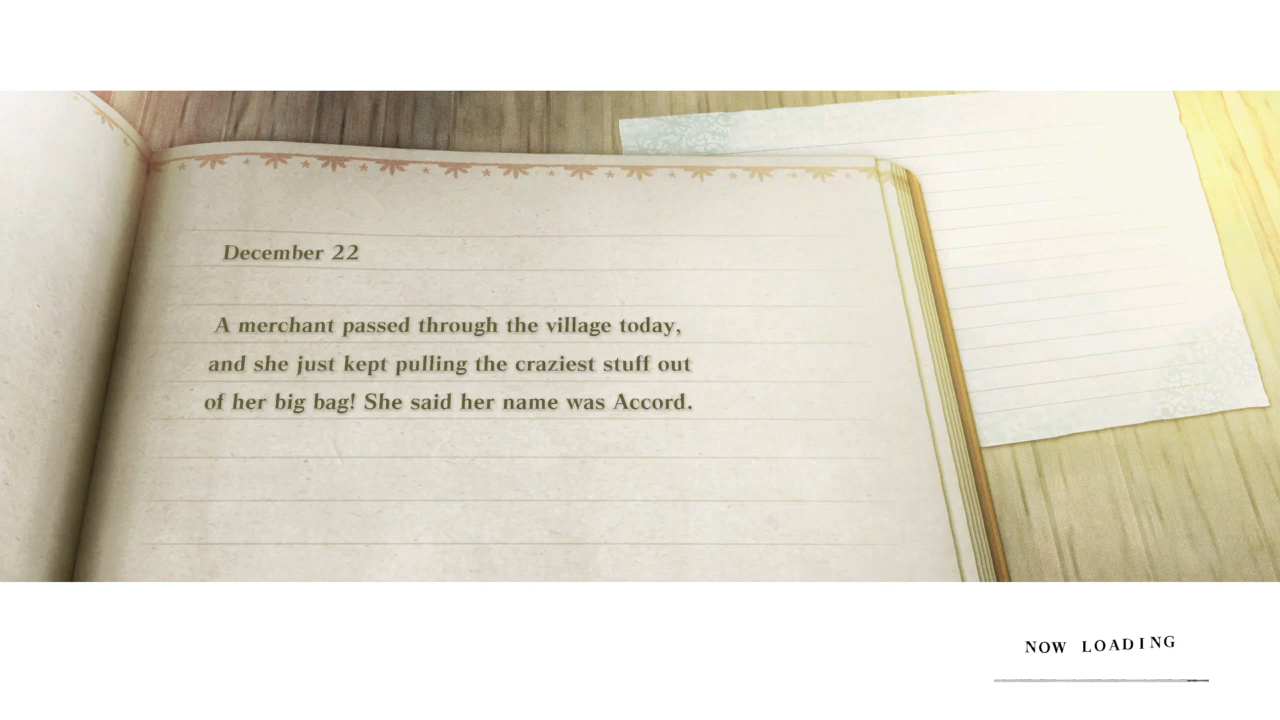 December 22
A merchant passed through the village today,
and she just kept pulling the craziest stuff out
of her big bag! She said her name was Accord.
NOW LOADING